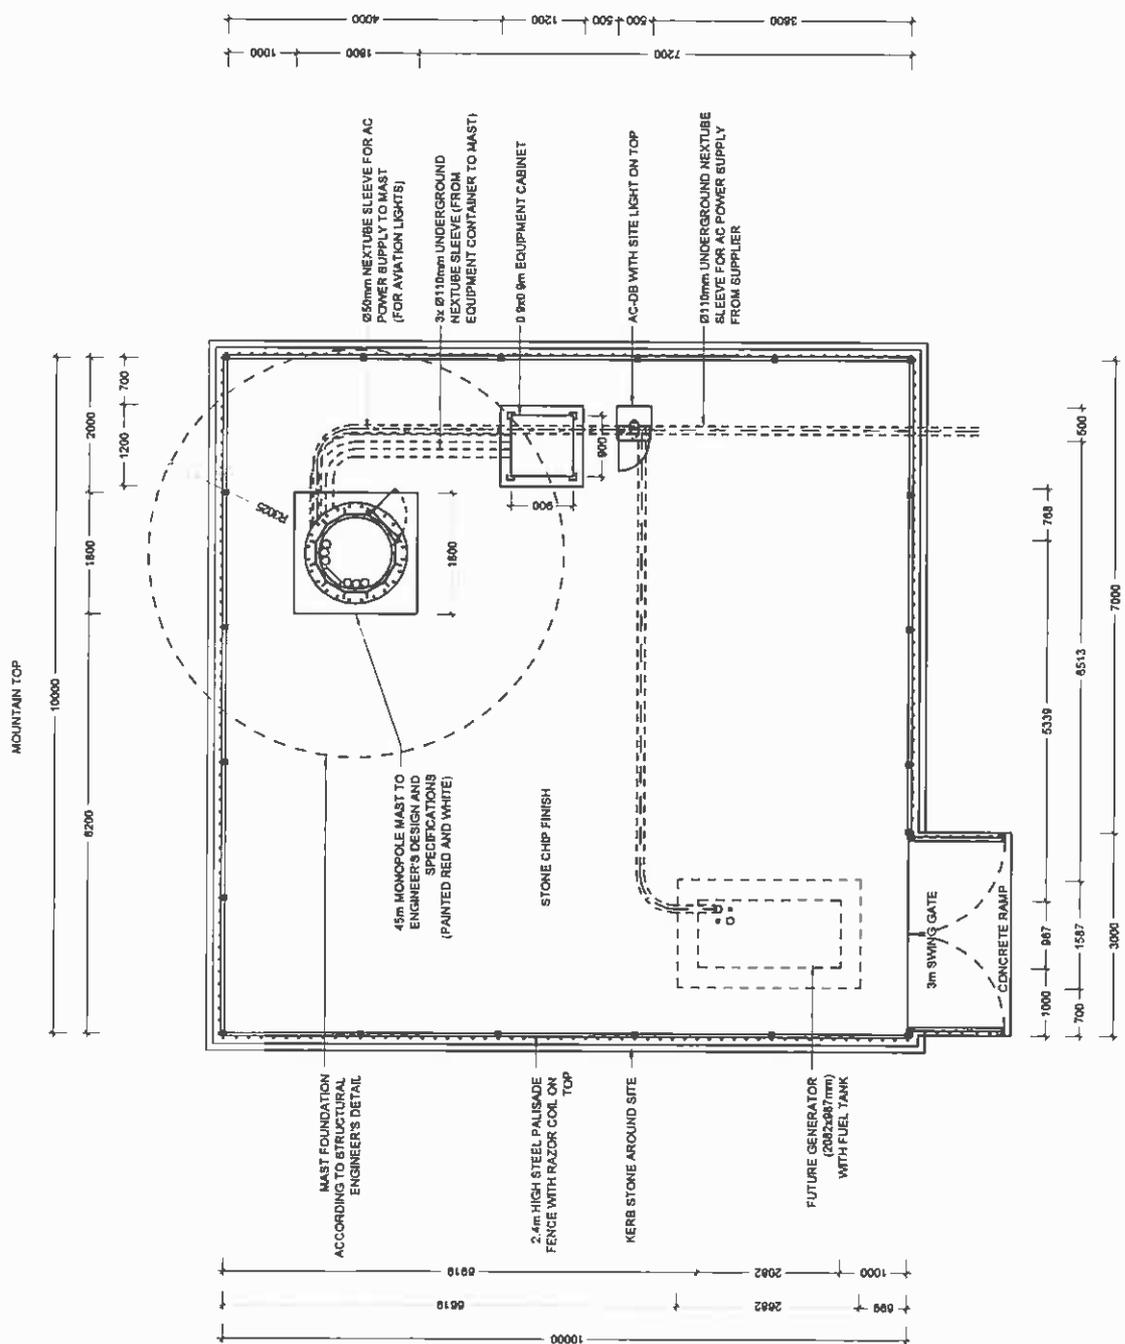 MOUNTAIN TOP
10000
6200
1800
2000
1200
700
MAST FOUNDATION
ACCORDING TO STRUCTURAL
ENGINEER'S DETAIL
45m MONOPOLE MAST TO
ENGINEER'S DESIGN AND
SPECIFICATIONS
(PAINTED RED AND WHITE)
R3025
1800
Ø50mm NEXTUBE SLEEVE FOR AC
POWER SUPPLY TO MAST
(FOR AVIATION LIGHTS)
3x Ø110mm UNDERGROUND
NEXTUBE SLEEVE (FROM
EQUIPMENT CONTAINER TO MAST)
0.9x0.9m EQUIPMENT CABINET
900
900
AC-DB WITH SITE LIGHT ON TOP
Ø110mm UNDERGROUND NEXTUBE
SLEEVE FOR AC POWER SUPPLY
FROM SUPPLIER
2.4m HIGH STEEL PALISADE
FENCE WITH RAZOR COIL ON
TOP
STONE CHIP FINISH
KERB STONE AROUND SITE
FUTURE GENERATOR
(2082x987mm)
WITH FUEL TANK
3m SWING GATE
CONCRETE RAMP
1000
987
5339
768
700
1587
6513
500
3000
7000
1000
1800
7200
4000
1200
500
500
3800
6919
2082
1000
6619
2682
699
10000